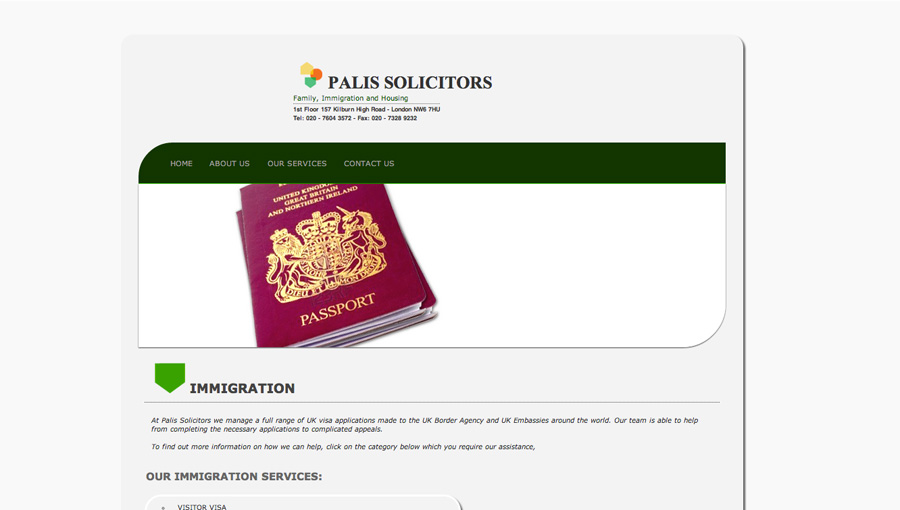 PALIS SOLICITORS
Family, Immigration and Housing
1st Floor 157 Kilburn High Road - London NW6 7HU
Tel: 020 - 7604 3572 - Fax: 020 - 7328 9232
HOME ABOUT US OUR SERVICES CONTACT US
UNITED KINGDOM OF
GREAT BRITAIN
AND NORTHERN IRELAND
PASSPORT
IMMIGRATION
At Palis Solicitors we manage a full range of UK visa applications made to the UK Border Agency and UK Embassies around the world. Our team is able to help
from completing the necessary applications to complicated appeals.
To find out more information on how we can help, click on the category below which you require our assistance,
OUR IMMIGRATION SERVICES:
VISITOR VISA